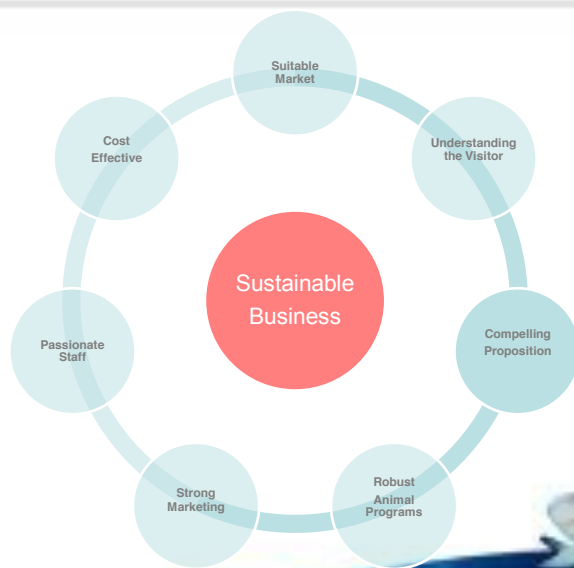 Suitable
Market
Understanding
the Visitor
Compelling
Proposition
Robust
Animal
Programs
Strong
Marketing
Passionate
Staff
Cost
Effective
Sustainable
Business